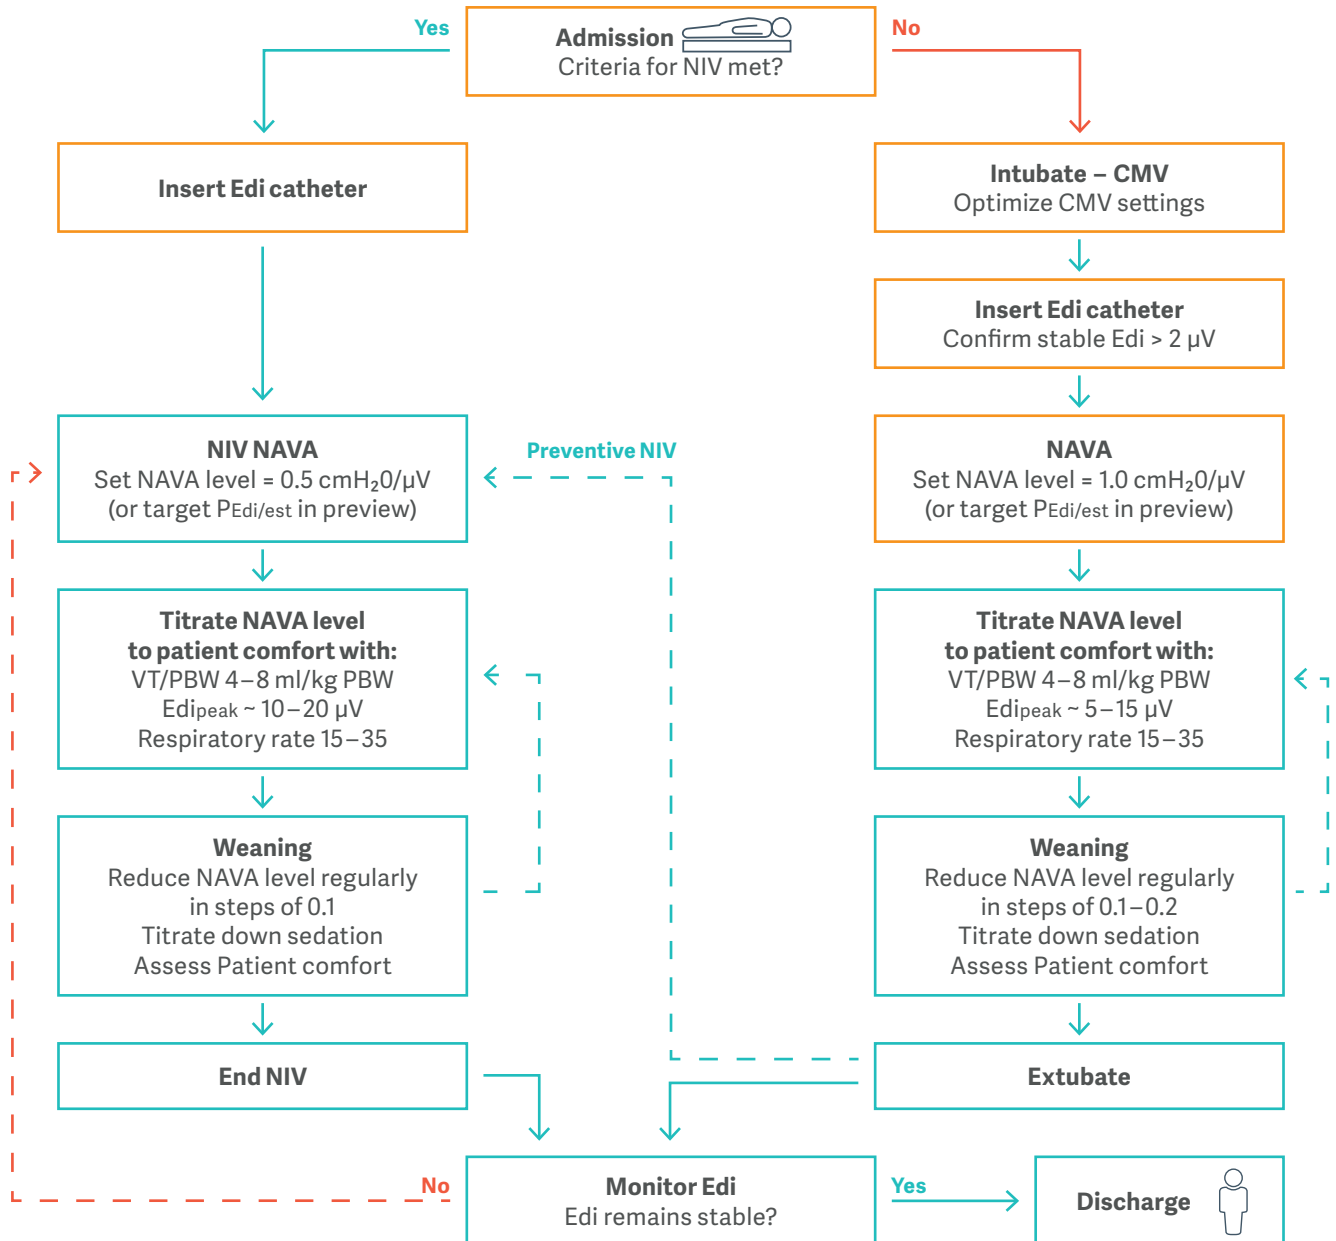 Yes
Admission
Criteria for NIV met?
No
Insert Edi catheter
Intubate – CMV
Optimize CMV settings
Insert Edi catheter
Confirm stable Edi > 2 µV
NIV NAVA
Set NAVA level = 0.5 cmH₂0/µV
(or target PEdi/est in preview)
Preventive NIV
NAVA
Set NAVA level = 1.0 cmH₂0/µV
(or target PEdi/est in preview)
Titrate NAVA level
to patient comfort with:
VT/PBW 4–8 ml/kg PBW
Edipeak ~ 10–20 µV
Respiratory rate 15–35
Titrate NAVA level
to patient comfort with:
VT/PBW 4–8 ml/kg PBW
Edipeak ~ 5–15 µV
Respiratory rate 15–35
Weaning
Reduce NAVA level regularly
in steps of 0.1
Titrate down sedation
Assess Patient comfort
Weaning
Reduce NAVA level regularly
in steps of 0.1–0.2
Titrate down sedation
Assess Patient comfort
End NIV
Extubate
No
Monitor Edi
Edi remains stable?
Yes
Discharge